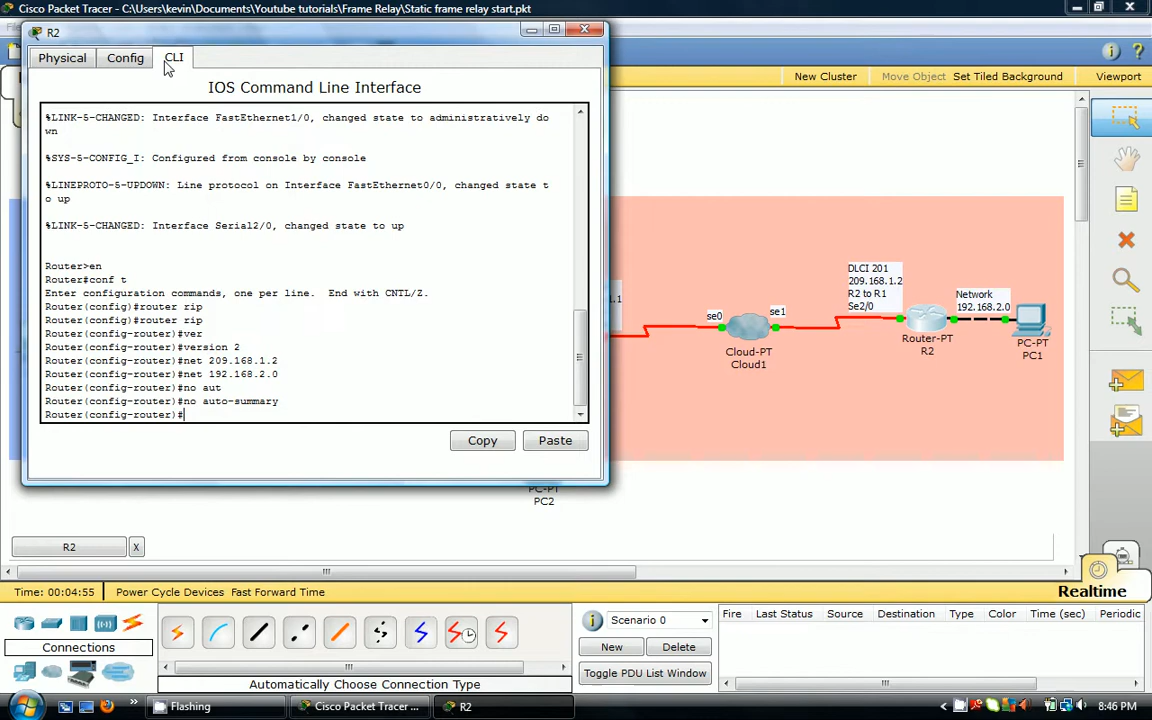 Cisco Packet Tracer - C:\Users\kevin\Documents\Youtube tutorials\Frame Relay\Static frame relay start.pkt
R2
Physical
Config
CLI
New Cluster
Move Object
Set Tiled Background
Viewport
IOS Command Line Interface
%LINK-5-CHANGED: Interface FastEthernet1/0, changed state to administratively do
wn
%SYS-5-CONFIG_I: Configured from console by console
%LINEPROTO-5-UPDOWN: Line protocol on Interface FastEthernet0/0, changed state t
o up
%LINK-5-CHANGED: Interface Serial2/0, changed state to up
Router>en
Router#conf t
Enter configuration commands, one per line.  End with CNTL/Z.
Router(config)#router rip
Router(config-router)#router rip
Router(config-router)#ver
Router(config-router)#version 2
Router(config-router)#net 209.168.1.2
Router(config-router)#net 192.168.2.0
Router(config-router)#no aut
Router(config-router)#no auto-summary
Router(config-router)#
Copy
Paste
.1
se0
se1
Cloud-PT
Cloud1
DLCI 201
209.168.1.2
R2 to R1
Se2/0
Router-PT
R2
Network
192.168.2.0
PC-PT
PC1
PC-PT
PC2
R2
X
Time: 00:04:55
Power Cycle Devices
Fast Forward Time
Realtime
Connections
Automatically Choose Connection Type
Scenario 0
New
Delete
Toggle PDU List Window
Fire
Last Status
Source
Destination
Type
Color
Time (sec)
Periodic
Flashing
Cisco Packet Tracer ...
R2
8:46 PM